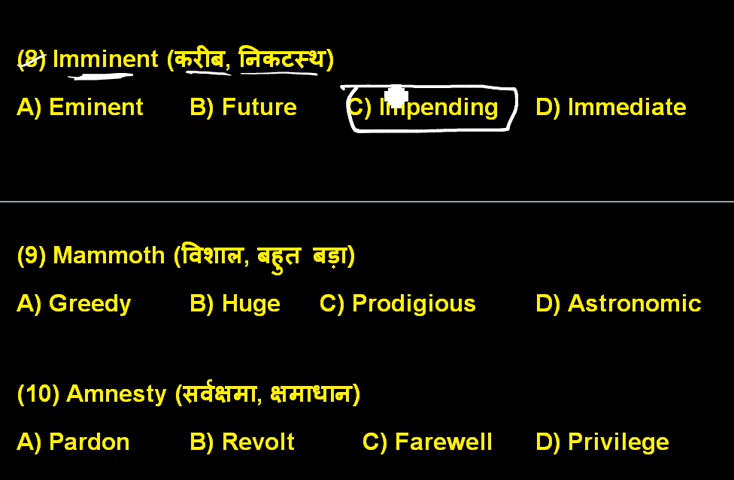 (8) Imminent (करीब, निकटस्थ)
A) Eminent B) Future C) Impending D) Immediate
(9) Mammoth (विशाल, बहुत बड़ा)
A) Greedy B) Huge C) Prodigious D) Astronomic
(10) Amnesty (सर्वक्षमा, क्षमाधान)
A) Pardon B) Revolt C) Farewell D) Privilege